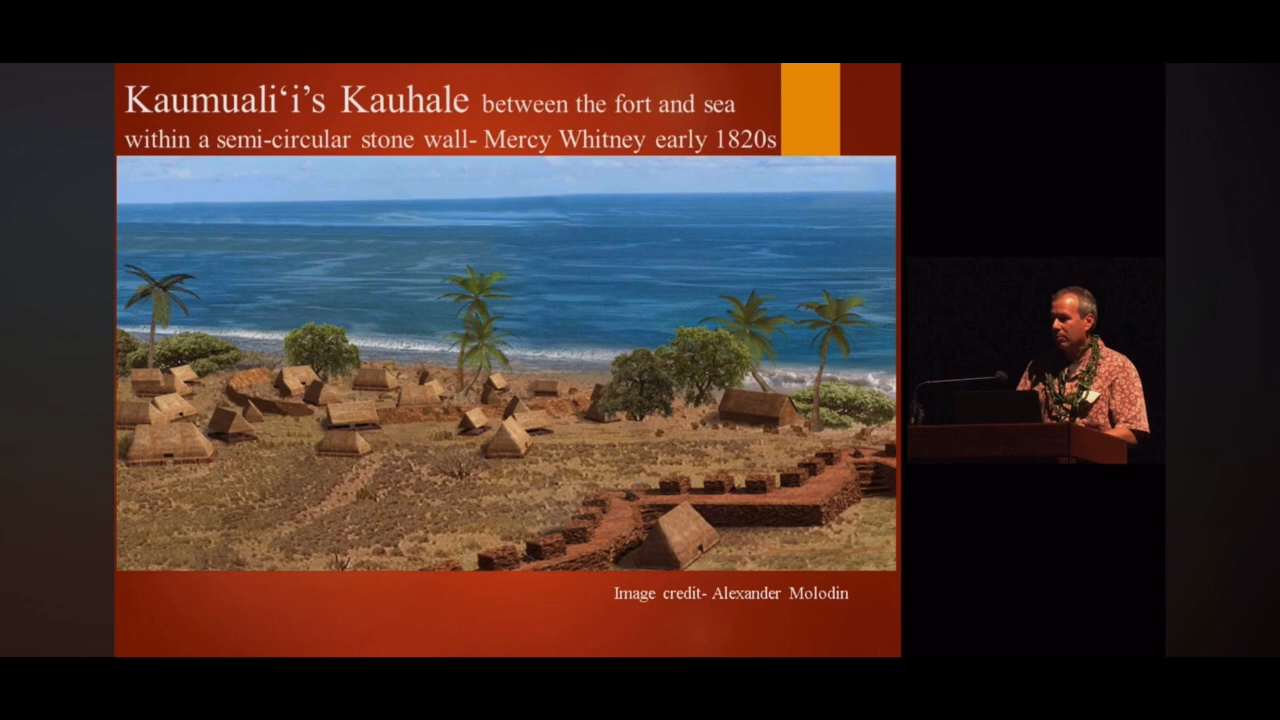 Kaumuali‘i’s Kauhale between the fort and sea
within a semi-circular stone wall- Mercy Whitney early 1820s
Image credit- Alexander Molodin